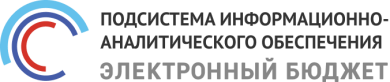 ПОДСИСТЕМА ИНФОРМАЦИОННО-
АНАЛИТИЧЕСКОГО ОБЕСПЕЧЕНИЯ
ЭЛЕКТРОННЫЙ БЮДЖЕТ